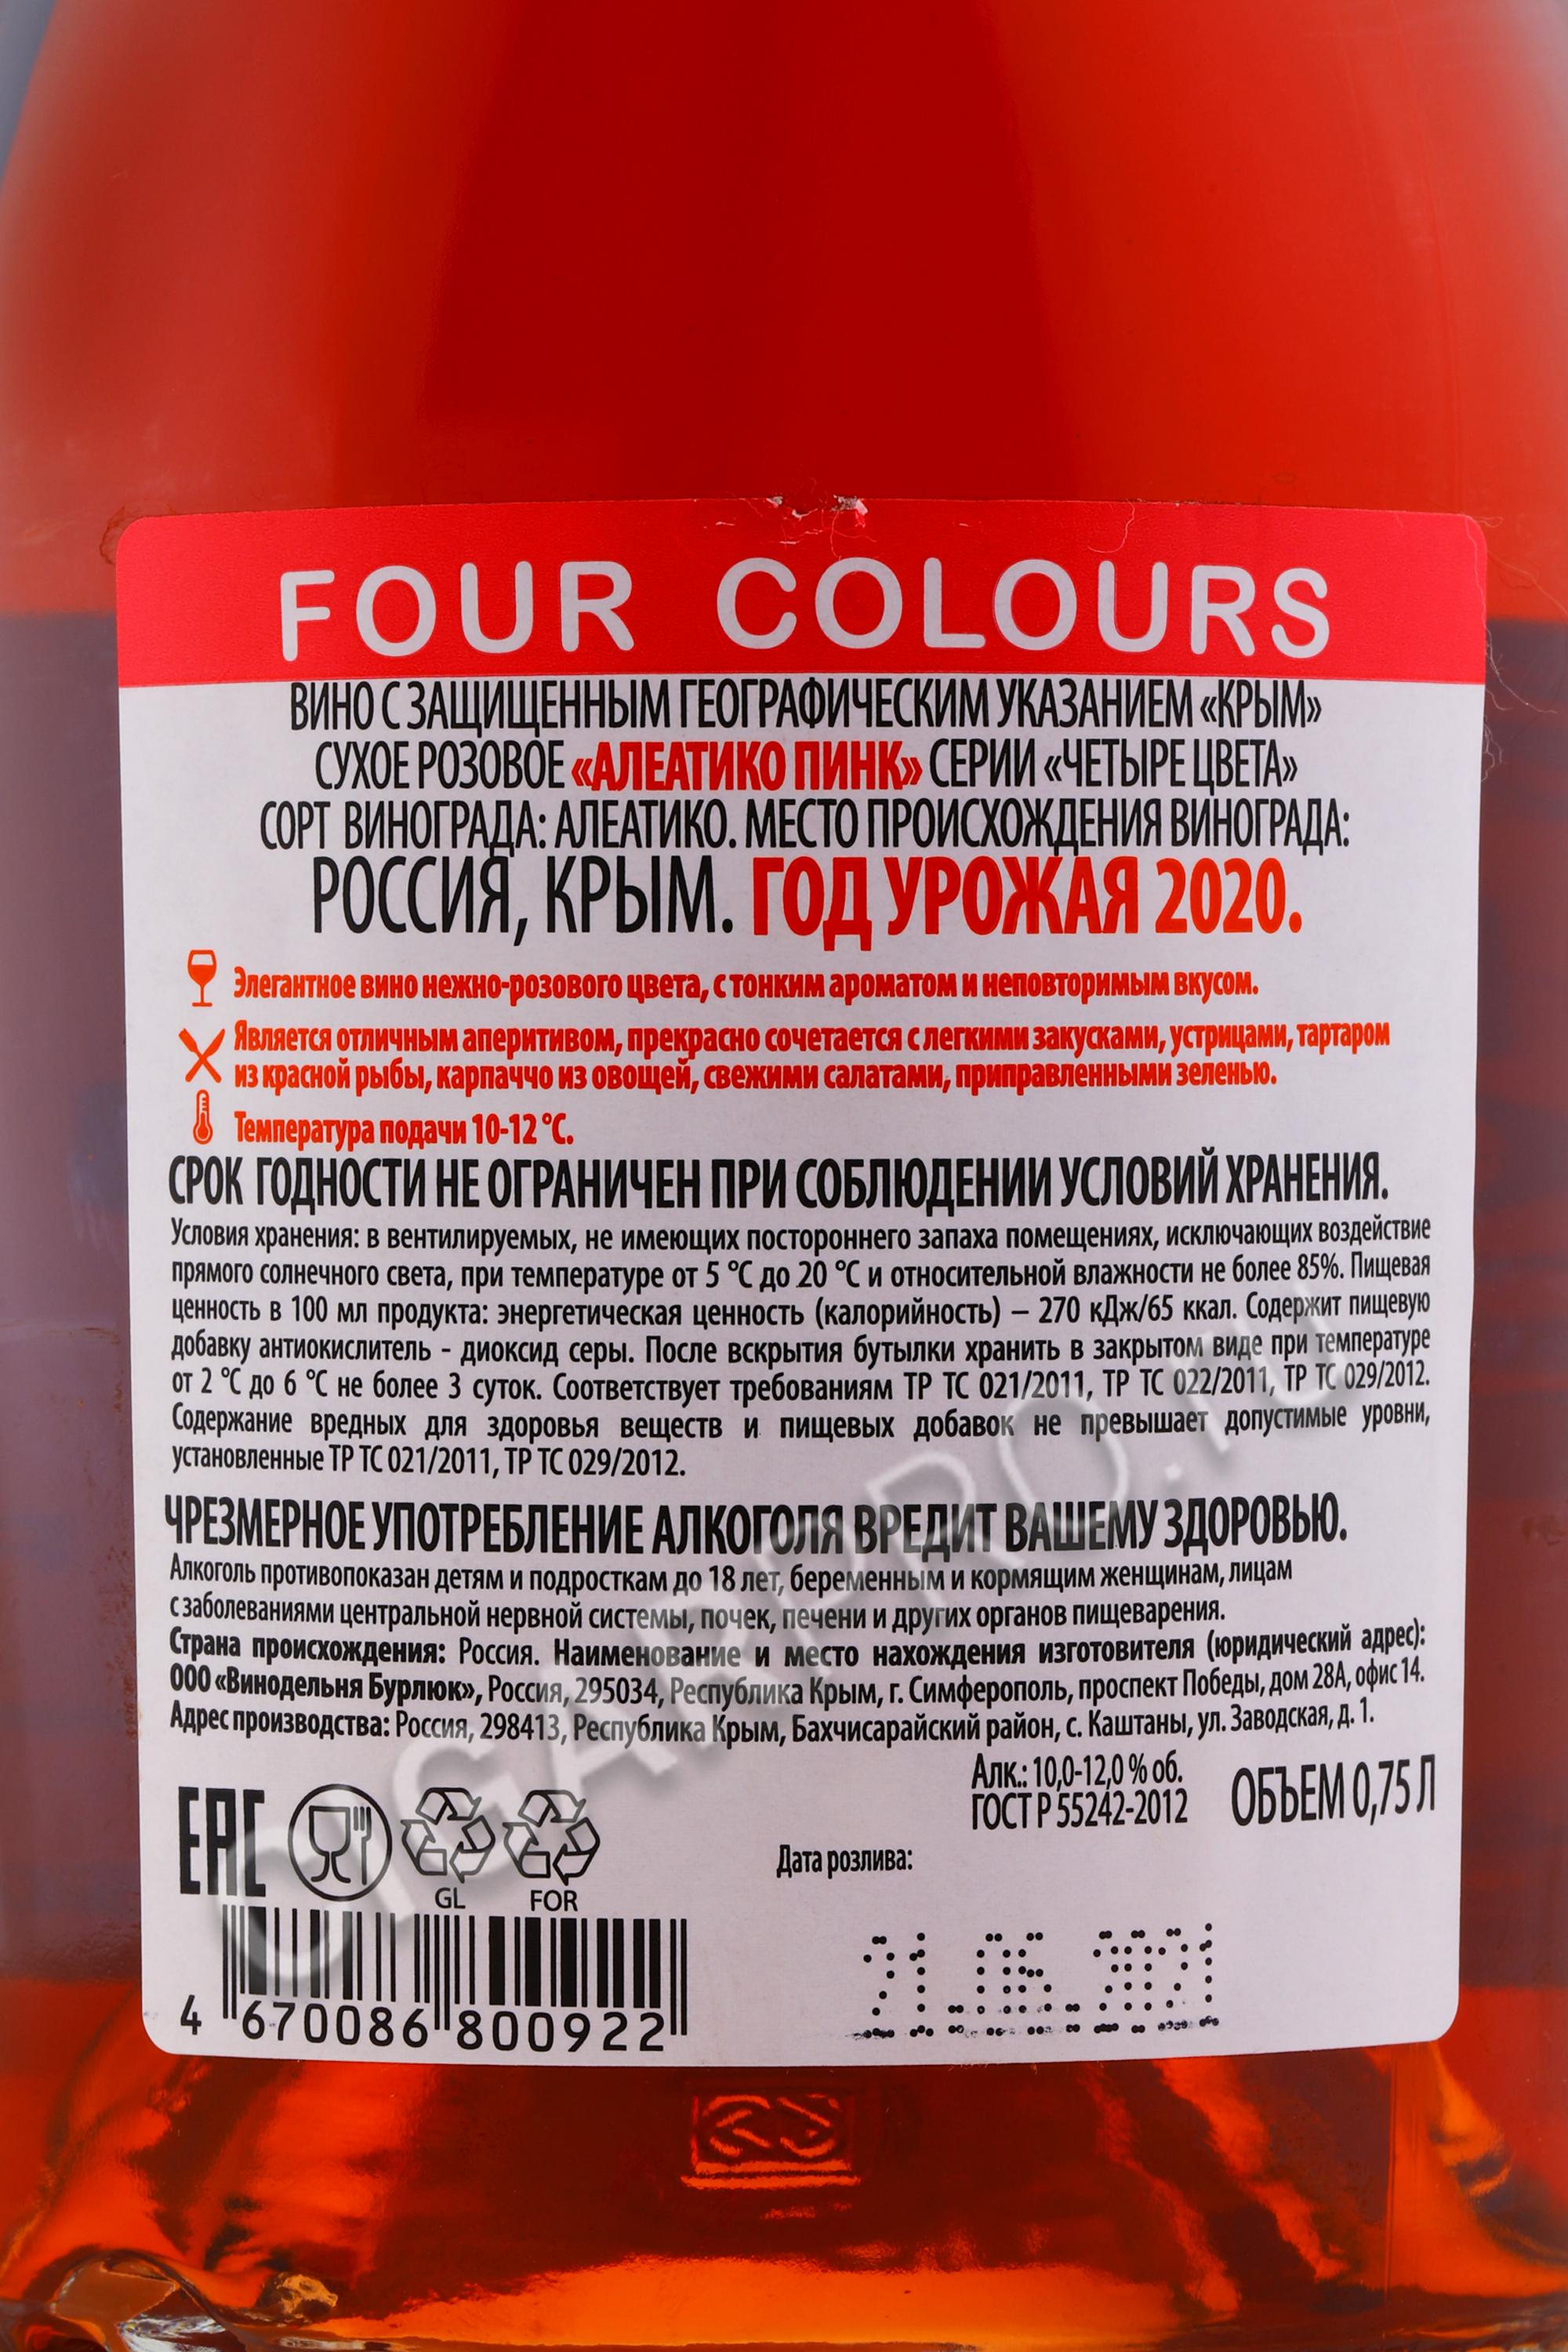 FOUR COLOURS
ВИНО С ЗАЩИЩЕННЫМ ГЕОГРАФИЧЕСКИМ УКАЗАНИЕМ «КРЫМ»
СУХОЕ РОЗОВОЕ «АЛЕАТИКО ПИНК» СЕРИИ «ЧЕТЫРЕ ЦВЕТА»
СОРТ ВИНОГРАДА: АЛЕАТИКО. МЕСТО ПРОИСХОЖДЕНИЯ ВИНОГРАДА:
РОССИЯ, КРЫМ. ГОД УРОЖАЯ 2020.
Элегантное вино нежно-розового цвета, с тонким ароматом и неповторимым вкусом.
Является отличным аперитивом, прекрасно сочетается с легкими закусками, устрицами, тартаром
из красной рыбы, карпаччо из овощей, свежими салатами, приправленными зеленью.
Температура подачи 10-12 °C.
СРОК ГОДНОСТИ НЕ ОГРАНИЧЕН ПРИ СОБЛЮДЕНИИ УСЛОВИЙ ХРАНЕНИЯ.
Условия хранения: в вентилируемых, не имеющих постороннего запаха помещениях, исключающих воздействие
прямого солнечного света, при температуре от 5 °C до 20 °C и относительной влажности не более 85%. Пищевая
ценность в 100 мл продукта: энергетическая ценность (калорийность) – 270 кДж/65 ккал. Содержит пищевую
добавку антиокислитель - диоксид серы. После вскрытия бутылки хранить в закрытом виде при температуре
от 2 °C до 6 °C не более 3 суток. Соответствует требованиям ТР ТС 021/2011, ТР ТС 022/2011, ТР ТС 029/2012.
Содержание вредных для здоровья веществ и пищевых добавок не превышает допустимые уровни,
установленные ТР ТС 021/2011, ТР ТС 029/2012.
ЧРЕЗМЕРНОЕ УПОТРЕБЛЕНИЕ АЛКОГОЛЯ ВРЕДИТ ВАШЕМУ ЗДОРОВЬЮ.
Алкоголь противопоказан детям и подросткам до 18 лет, беременным и кормящим женщинам, лицам
с заболеваниями центральной нервной системы, почек, печени и других органов пищеварения.
Страна происхождения: Россия. Наименование и место нахождения изготовителя (юридический адрес):
ООО «Винодельня Бурлюк», Россия, 295034, Республика Крым, г. Симферополь, проспект Победы, дом 28А, офис 14.
Адрес производства: Россия, 298413, Республика Крым, Бахчисарайский район, с. Каштаны, ул. Заводская, д. 1.
Алк.: 10,0-12,0 % об.
ГОСТ Р 55242-2012
ОБЪЕМ 0,75 Л
EAC
GL
FOR
Дата розлива:
21.06.2021
4 670086 800922
CIGARPRO.RU